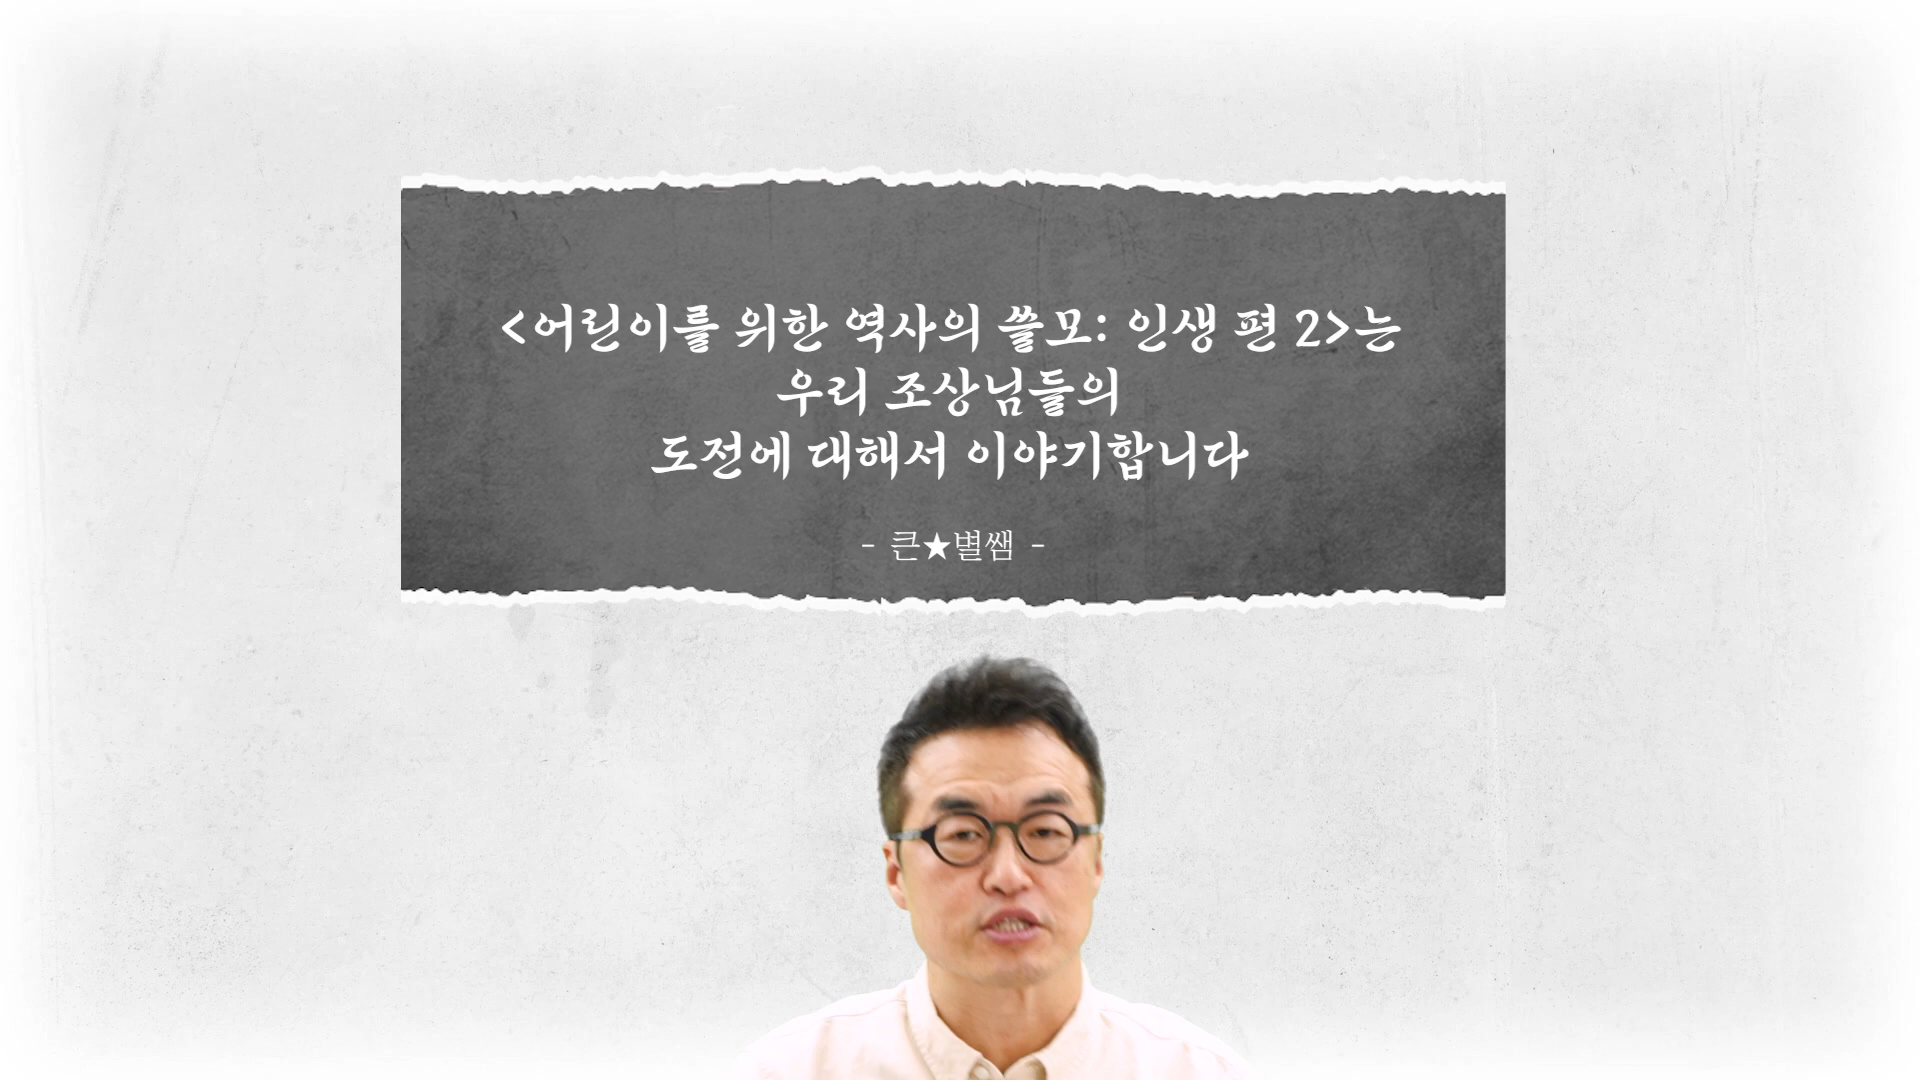 <어린이를 위한 역사의 쓸모: 인생 편 2>는
우리 조상님들의
도전에 대해서 이야기합니다
- 큰★별쌤 -